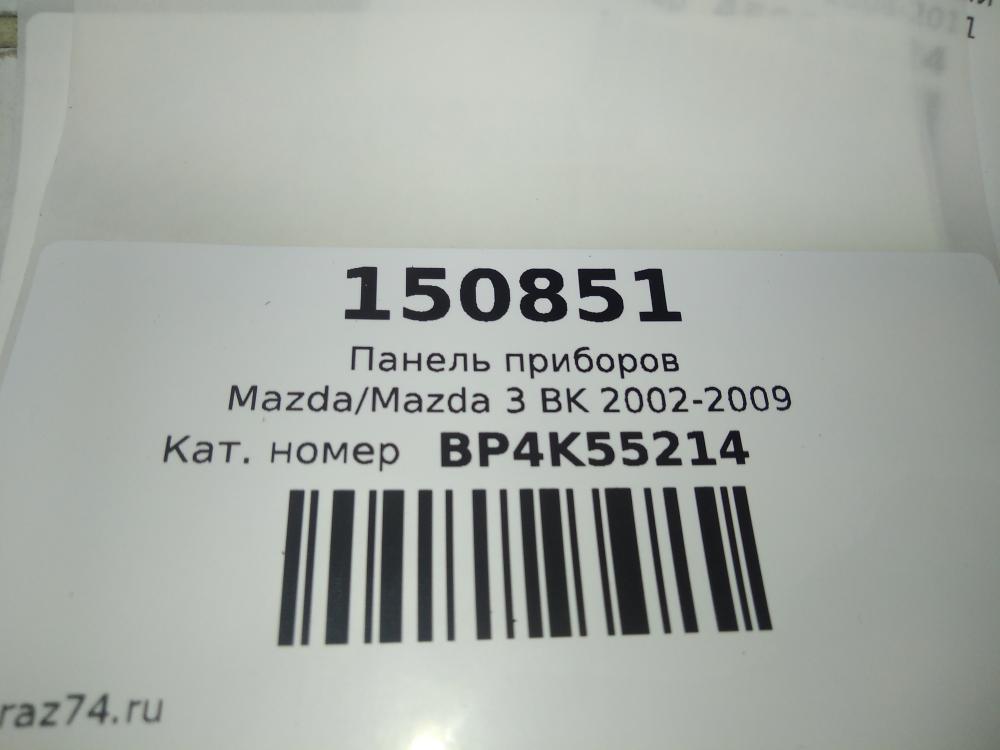 150851
Панель приборов
Mazda/Mazda 3 BK 2002-2009
Кат. номер BP4K55214
raz74.ru